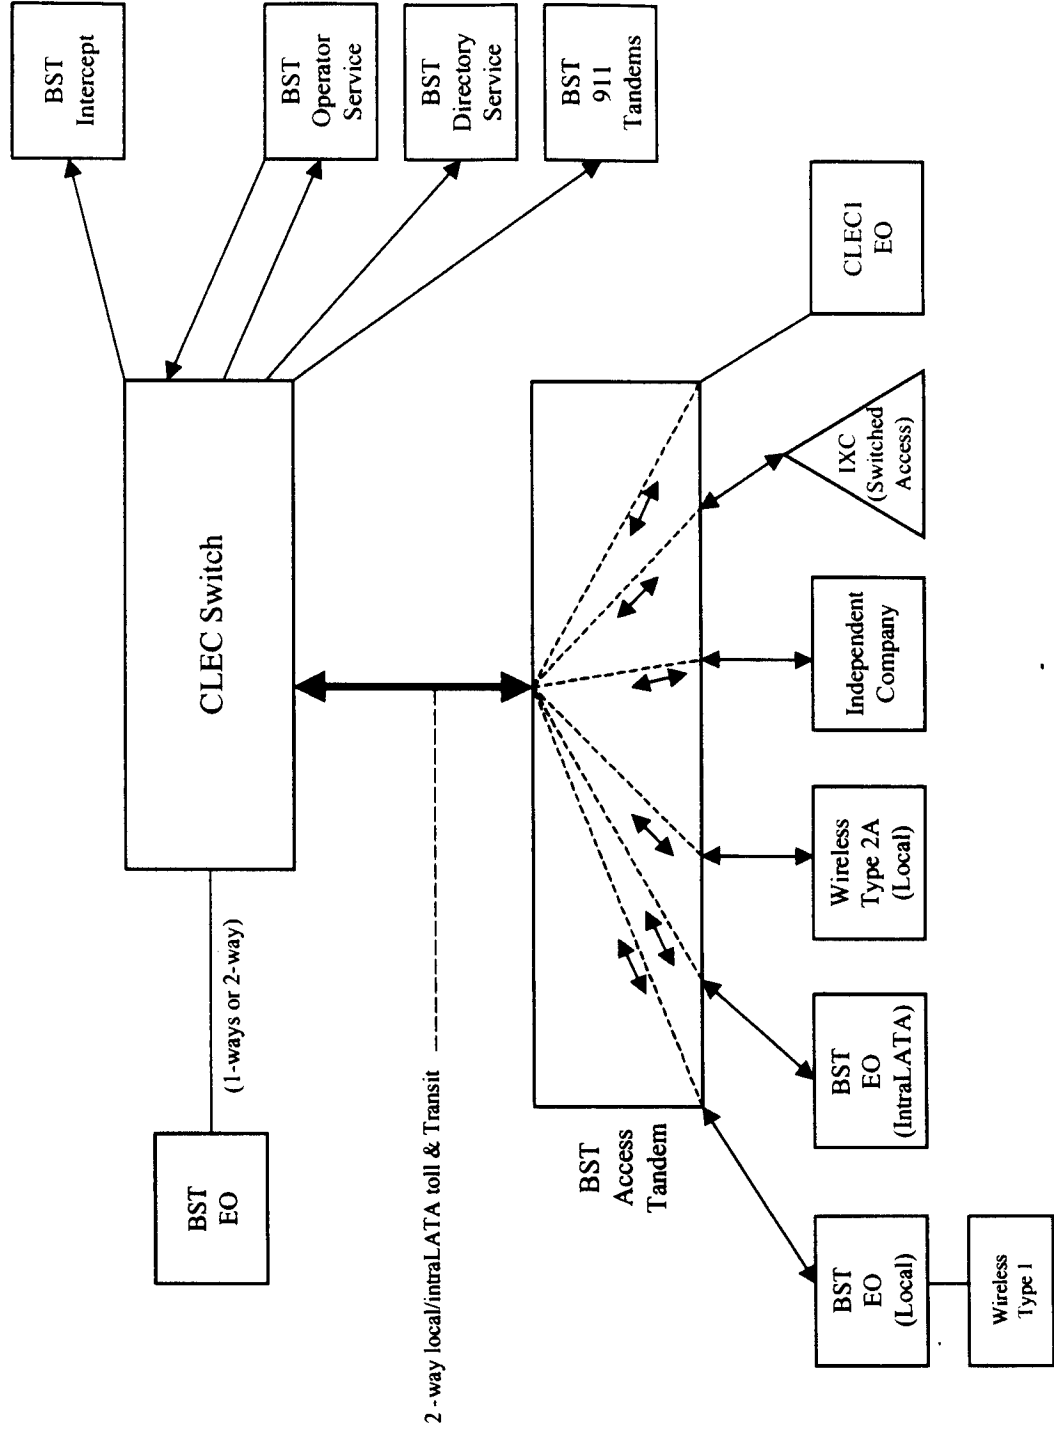 BST
EO
(1-ways or 2-way)
CLEC Switch
BST
Intercept
BST
Operator
Service
BST
Directory
Service
BST
911
Tandems
2 -way local/intraLATA toll & Transit
BST
Access
Tandem
BST
EO
(Local)
Wireless
Type 1
BST
EO
(IntraLATA)
Wireless
Type 2A
(Local)
Independent
Company
IXC
(Switched
Access)
CLEC1
EO